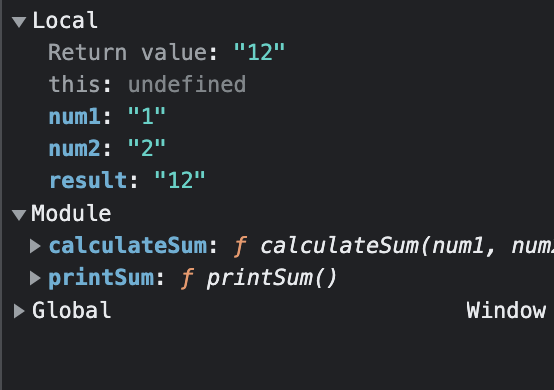 Local
Return value: "12"
this: undefined
num1: "1"
num2: "2"
result: "12"
Module
calculateSum: ƒ calculateSum(num1, num
printSum: ƒ printSum()
Global Window